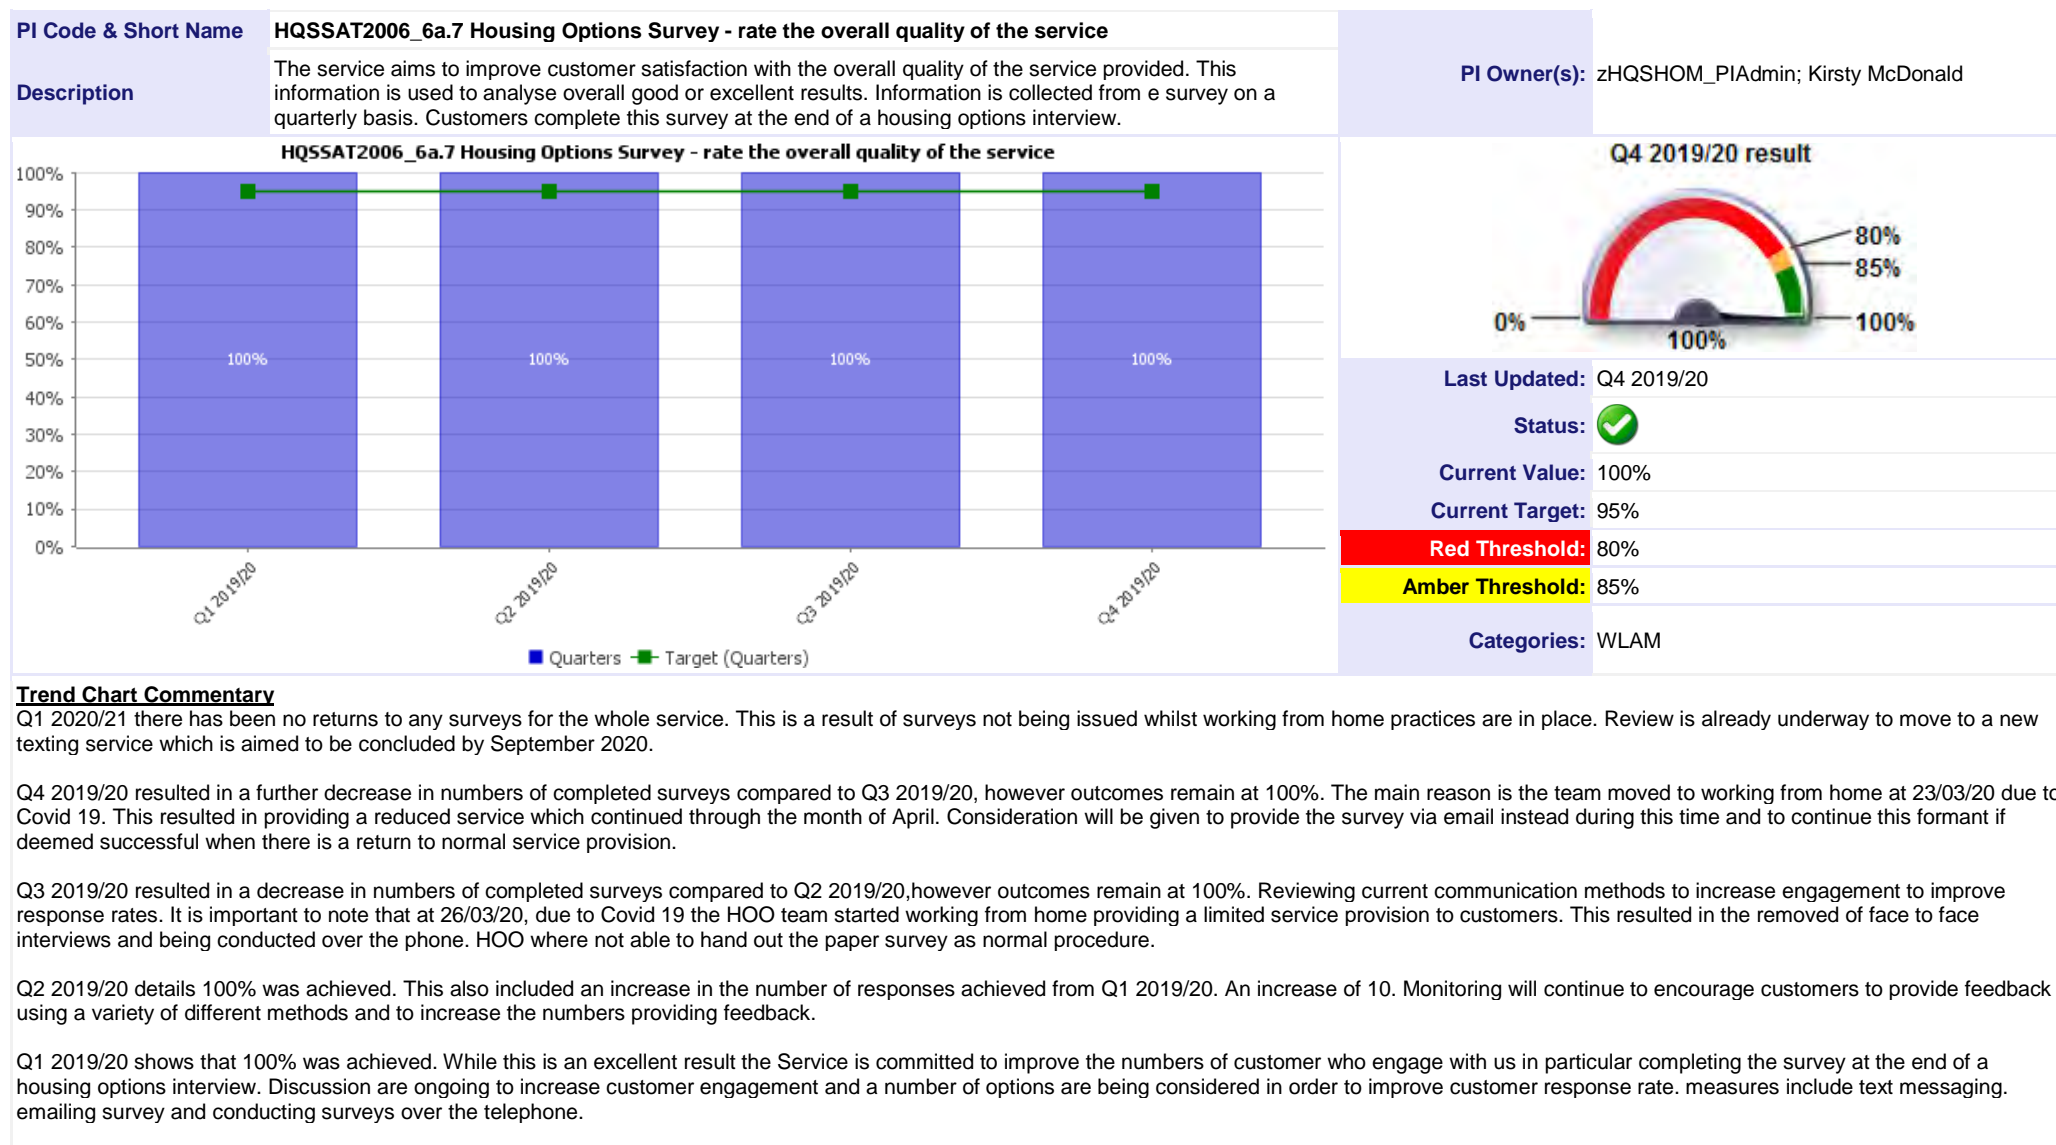 PI Code & Short Name
HQSSAT2006_6a.7 Housing Options Survey - rate the overall quality of the service
Description
The service aims to improve customer satisfaction with the overall quality of the service provided. This
information is used to analyse overall good or excellent results. Information is collected from e survey on a
quarterly basis. Customers complete this survey at the end of a housing options interview.
PI Owner(s): zHQSHOM_PIAdmin; Kirsty McDonald
HQSSAT2006_6a.7 Housing Options Survey - rate the overall quality of the service
100%
90%
80%
70%
60%
50%
40%
30%
20%
10%
0%
100%
100%
100%
100%
Q1 2019/20
Q2 2019/20
Q3 2019/20
Q4 2019/20
Quarters
Target (Quarters)
Q4 2019/20 result
80%
85%
0%
100%
100%
Last Updated: Q4 2019/20
Status:
Current Value: 100%
Current Target: 95%
Red Threshold: 80%
Amber Threshold: 85%
Categories: WLAM
Trend Chart Commentary
Q1 2020/21 there has been no returns to any surveys for the whole service. This is a result of surveys not being issued whilst working from home practices are in place. Review is already underway to move to a new
texting service which is aimed to be concluded by September 2020.
Q4 2019/20 resulted in a further decrease in numbers of completed surveys compared to Q3 2019/20, however outcomes remain at 100%. The main reason is the team moved to working from home at 23/03/20 due to
Covid 19. This resulted in providing a reduced service which continued through the month of April. Consideration will be given to provide the survey via email instead during this time and to continue this formant if
deemed successful when there is a return to normal service provision.
Q3 2019/20 resulted in a decrease in numbers of completed surveys compared to Q2 2019/20,however outcomes remain at 100%. Reviewing current communication methods to increase engagement to improve
response rates. It is important to note that at 26/03/20, due to Covid 19 the HOO team started working from home providing a limited service provision to customers. This resulted in the removed of face to face
interviews and being conducted over the phone. HOO where not able to hand out the paper survey as normal procedure.
Q2 2019/20 details 100% was achieved. This also included an increase in the number of responses achieved from Q1 2019/20. An increase of 10. Monitoring will continue to encourage customers to provide feedback
using a variety of different methods and to increase the numbers providing feedback.
Q1 2019/20 shows that 100% was achieved. While this is an excellent result the Service is committed to improve the numbers of customer who engage with us in particular completing the survey at the end of a
housing options interview. Discussion are ongoing to increase customer engagement and a number of options are being considered in order to improve customer response rate. measures include text messaging.
emailing survey and conducting surveys over the telephone.